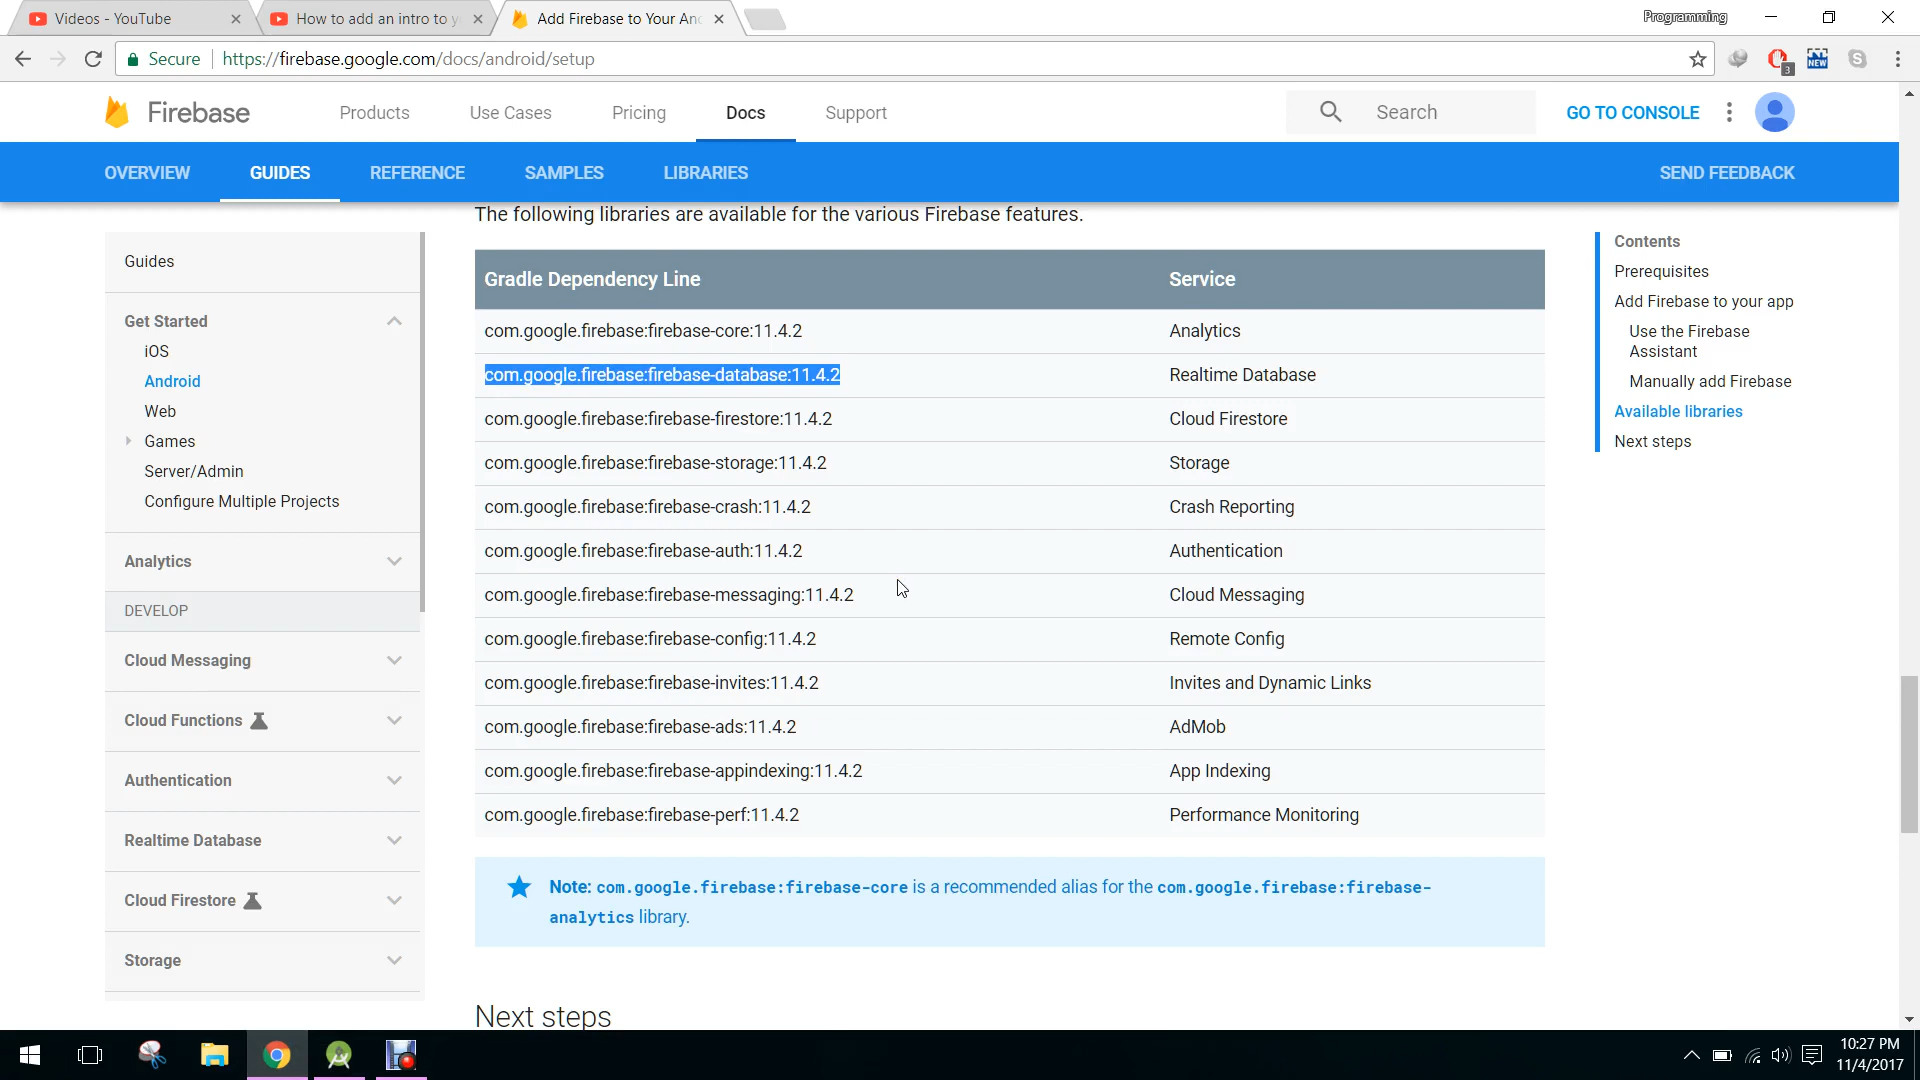 Videos - YouTube
How to add an intro to y
Add Firebase to Your An
Programming
Secure
https://firebase.google.com/docs/android/setup
3
NEW
Firebase
Products
Use Cases
Pricing
Docs
Support
Search
GO TO CONSOLE
OVERVIEW
GUIDES
REFERENCE
SAMPLES
LIBRARIES
SEND FEEDBACK
Guides
Get Started
iOS
Android
Web
Games
Server/Admin
Configure Multiple Projects
Analytics
DEVELOP
Cloud Messaging
Cloud Functions
Authentication
Realtime Database
Cloud Firestore
Storage
The following libraries are available for the various Firebase features.
Gradle Dependency Line Service
com.google.firebase:firebase-core:11.4.2 Analytics
com.google.firebase:firebase-database:11.4.2 Realtime Database
com.google.firebase:firebase-firestore:11.4.2 Cloud Firestore
com.google.firebase:firebase-storage:11.4.2 Storage
com.google.firebase:firebase-crash:11.4.2 Crash Reporting
com.google.firebase:firebase-auth:11.4.2 Authentication
com.google.firebase:firebase-messaging:11.4.2 Cloud Messaging
com.google.firebase:firebase-config:11.4.2 Remote Config
com.google.firebase:firebase-invites:11.4.2 Invites and Dynamic Links
com.google.firebase:firebase-ads:11.4.2 AdMob
com.google.firebase:firebase-appindexing:11.4.2 App Indexing
com.google.firebase:firebase-perf:11.4.2 Performance Monitoring
Note: com.google.firebase:firebase-core is a recommended alias for the com.google.firebase:firebase-
analytics library.
Next steps
Contents
Prerequisites
Add Firebase to your app
Use the Firebase
Assistant
Manually add Firebase
Available libraries
Next steps
10:27 PM
11/4/2017